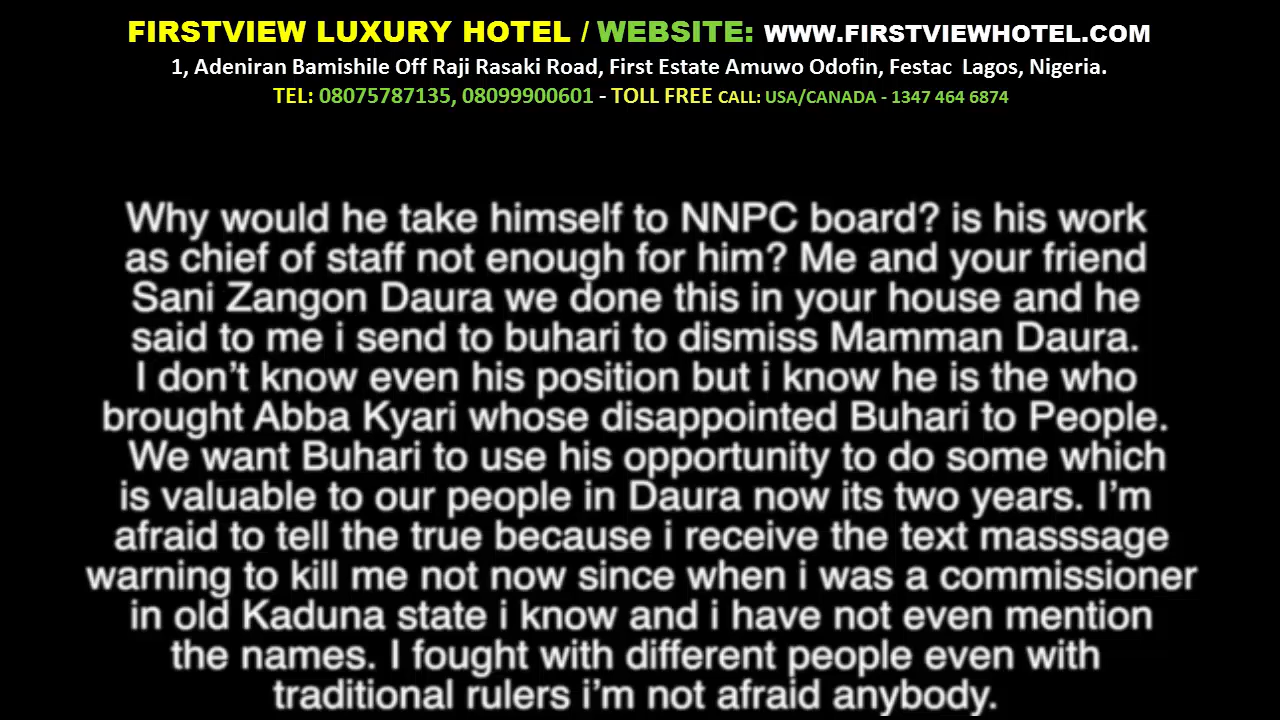 FIRSTVIEW LUXURY HOTEL / WEBSITE: WWW.FIRSTVIEWHOTEL.COM
1, Adeniran Bamishile Off Raji Rasaki Road, First Estate Amuwo Odofin, Festac Lagos, Nigeria.
TEL: 08075787135, 08099900601 - TOLL FREE CALL: USA/CANADA - 1347 464 6874
Why would he take himself to NNPC board? is his work
as chief of staff not enough for him? Me and your friend
Sani Zangon Daura we done this in your house and he
said to me i send to buhari to dismiss Mamman Daura.
I don't know even his position but i know he is the who
brought Abba Kyari whose disappointed Buhari to People.
We want Buhari to use his opportunity to do some which
is valuable to our people in Daura now its two years. I'm
afraid to tell the true because i receive the text masssage
warning to kill me not now since when i was a commissioner
in old Kaduna state i know and i have not even mention
the names. I fought with different people even with
traditional rulers i'm not afraid anybody.